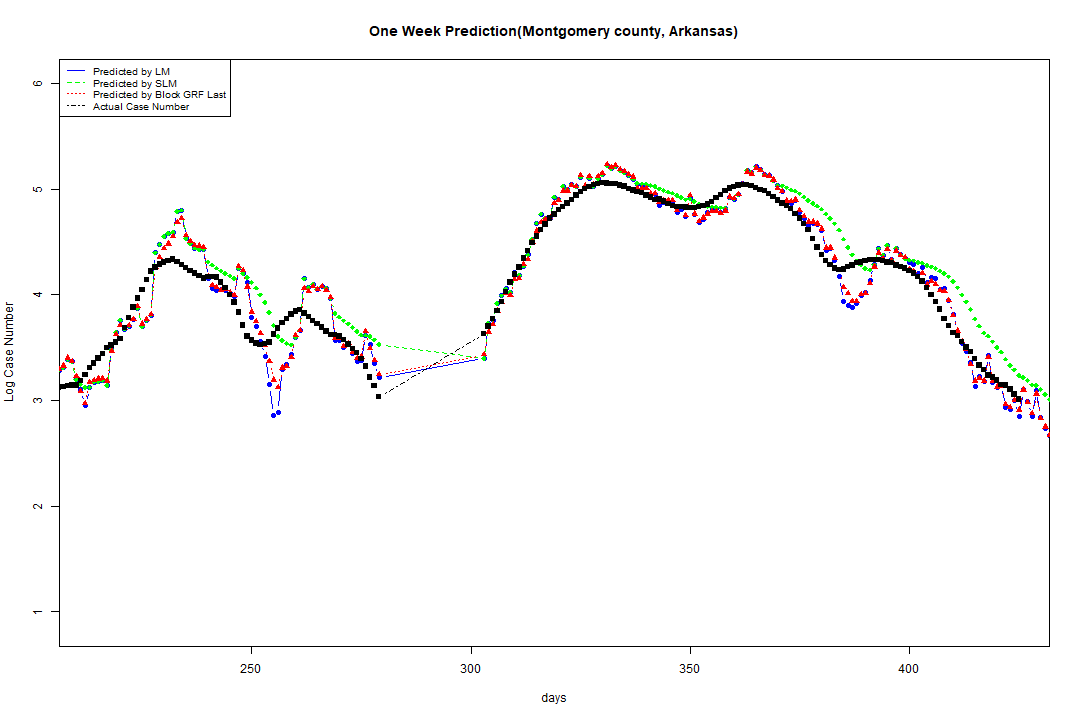 One Week Prediction(Montgomery county, Arkansas)
Predicted by LM
Predicted by SLM
Predicted by Block GRF Last
Actual Case Number
6
5
4
3
2
1
Log Case Number
250 300 350 400
days